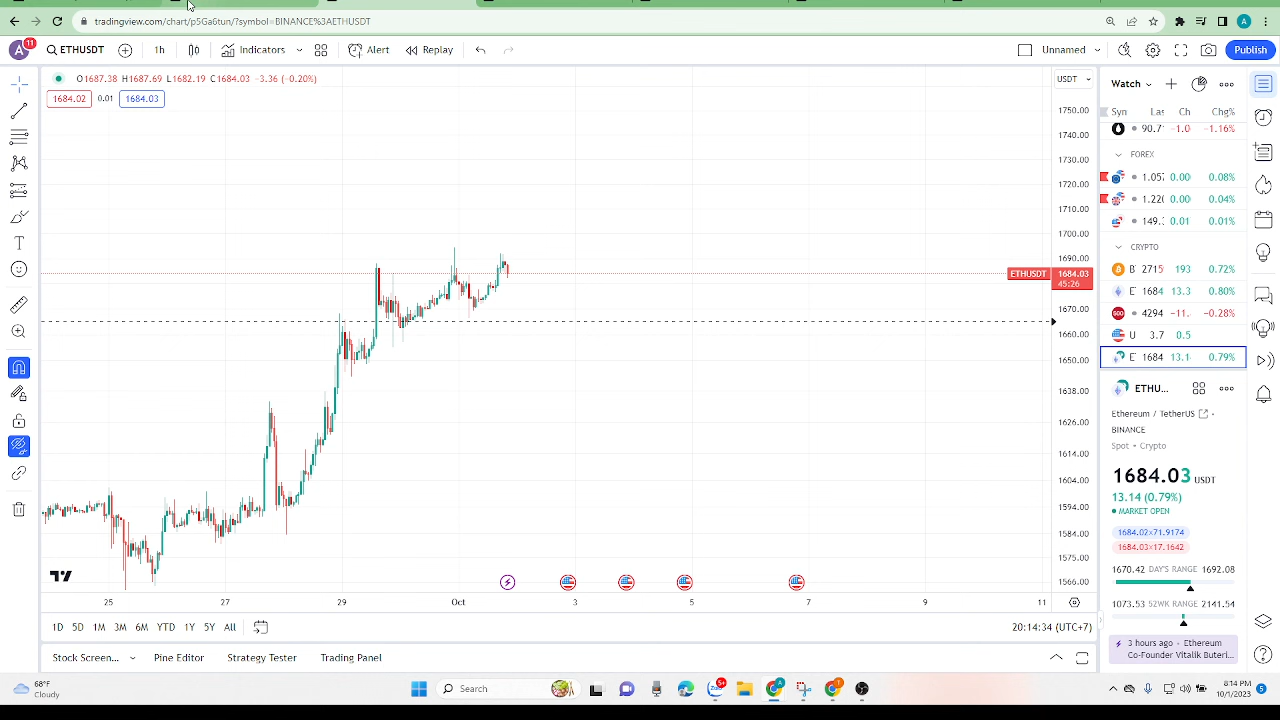 tradingview.com/chart/p5Ga6tun/?symbol=BINANCE%3AETHUSDT
A
A 11 ETHUSDT 1h Indicators Alert Replay Unnamed Publish
O1687.38 H1687.69 L1682.19 C1684.03 -3.36 (-0.20%)
1684.02 0.01 1684.03
USDT
1750.00
1740.00
1730.00
1720.00
1710.00
1700.00
1690.00
ETHUSDT 1684.03
45:26
1670.00
1660.00
1650.00
1638.00
1626.00
1614.00
1604.00
1594.00
1584.00
1575.00
1566.00
25 27 29 Oct 3 5 7 9 11
1D 5D 1M 3M 6M YTD 1Y 5Y All
20:14:34 (UTC+7)
Stock Screen... Pine Editor Strategy Tester Trading Panel
Watch
Syn Las Ch Chg%
90.7 -1.0 -1.16%
FOREX
1.05 0.00 0.08%
1.22 0.00 0.04%
149. 0.01 0.01%
CRYPTO
2715 193 0.72%
E 1684 13.3 0.80%
4294 -11. -0.28%
U 3.7 0.5
E 1684 13.1 0.79%
ETHU...
Ethereum / TetherUS
BINANCE
Spot • Crypto
1684.03 USDT
13.14 (0.79%)
MARKET OPEN
1684.02×71.9174
1684.03×17.1642
1670.42 DAY'S RANGE 1692.08
1073.53 52WK RANGE 2141.54
3 hours ago • Ethereum
Co-Founder Vitalik Buteri...
68°F
Cloudy
Search
8:14 PM
10/1/2023